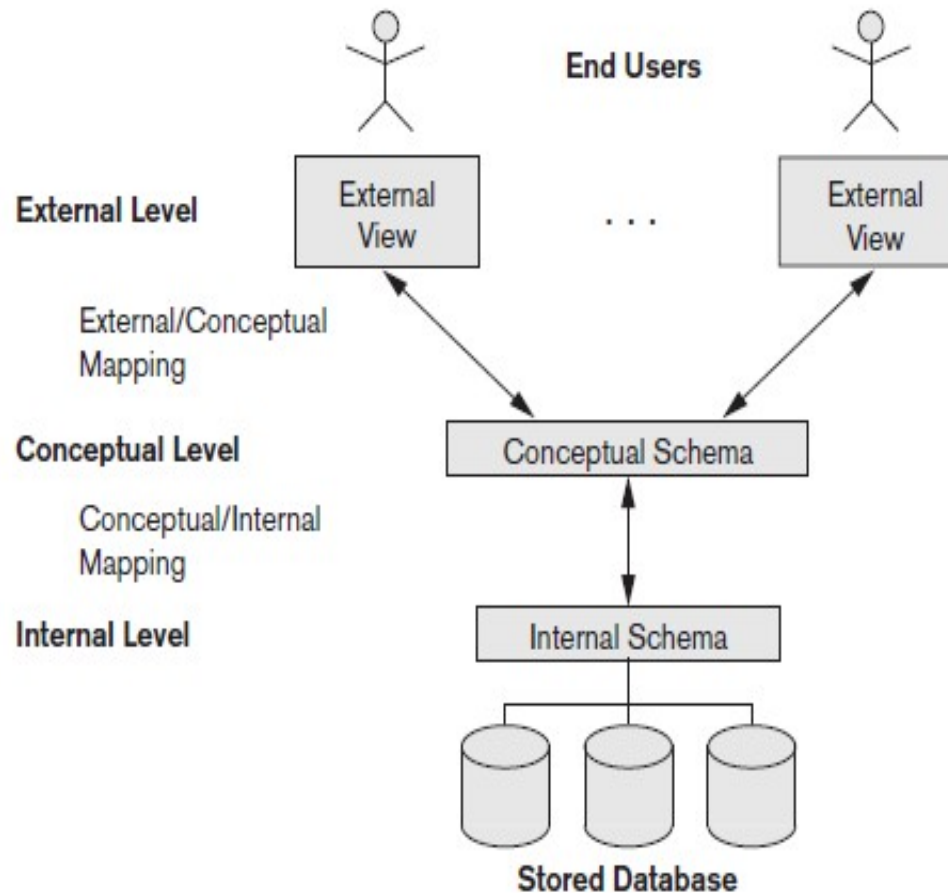 End Users
External Level
External
View
. . .
External
View
External/Conceptual
Mapping
Conceptual Level
Conceptual Schema
Conceptual/Internal
Mapping
Internal Level
Internal Schema
Stored Database